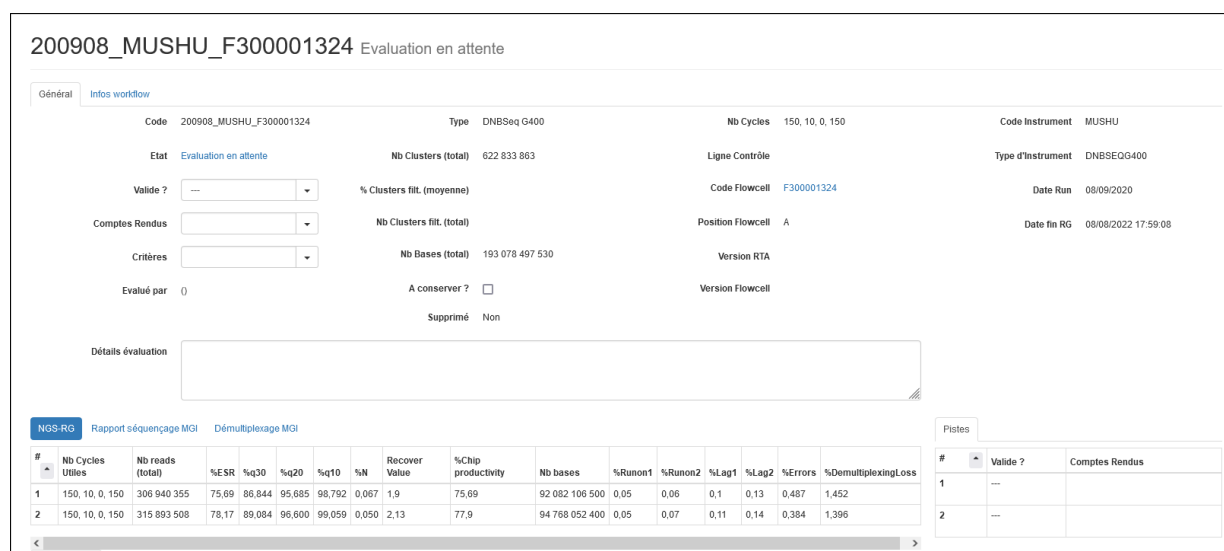 200908_MUSHU_F300001324 Evaluation en attente
Général Infos workflow
Code 200908_MUSHU_F300001324 Type DNBSeq G400 Nb Cycles 150, 10, 0, 150 Code Instrument MUSHU
Etat Evaluation en attente Nb Clusters (total) 622 833 863 Ligne Contrôle Type d'Instrument DNBSEQG400
Valide ? --- % Clusters filt. (moyenne) Code Flowcell F300001324 Date Run 08/09/2020
Comptes Rendus Nb Clusters filt. (total) Position Flowcell A Date fin RG 08/08/2022 17:59:08
Critères Nb Bases (total) 193 078 497 530 Version RTA
Evalué par () A conserver ? Version Flowcell
Supprimé Non
Détails évaluation
NGS-RG Rapport séquençage MGI Démultiplexage MGI Pistes
# Nb Cycles Utiles Nb reads (total) %ESR %q30 %q20 %q10 %N Recover Value %Chip productivity Nb bases %Runon1 %Runon2 %Lag1 %Lag2 %Errors %DemultiplexingLoss # Valide ? Comptes Rendus
1 150, 10, 0, 150 306 940 355 75,69 86,844 95,685 98,792 0,067 1,9 75,69 92 082 106 500 0,05 0,06 0,1 0,13 0,487 1,452 1 ---
2 150, 10, 0, 150 315 893 508 78,17 89,084 96,600 99,059 0,050 2,13 77,9 94 768 052 400 0,05 0,07 0,11 0,14 0,384 1,396 2 ---